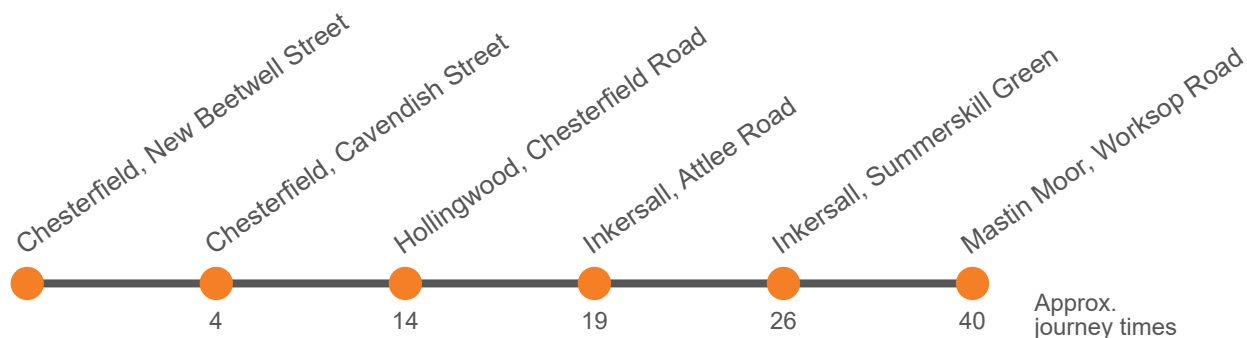 Chesterfield, New Beetwell Street
Chesterfield, Cavendish Street
Hollingwood, Chesterfield Road
Inkersall, Attlee Road
Inkersall, Summerskill Green
Mastin Moor, Worksop Road
4
14
19
26
40
Approx.
journey times